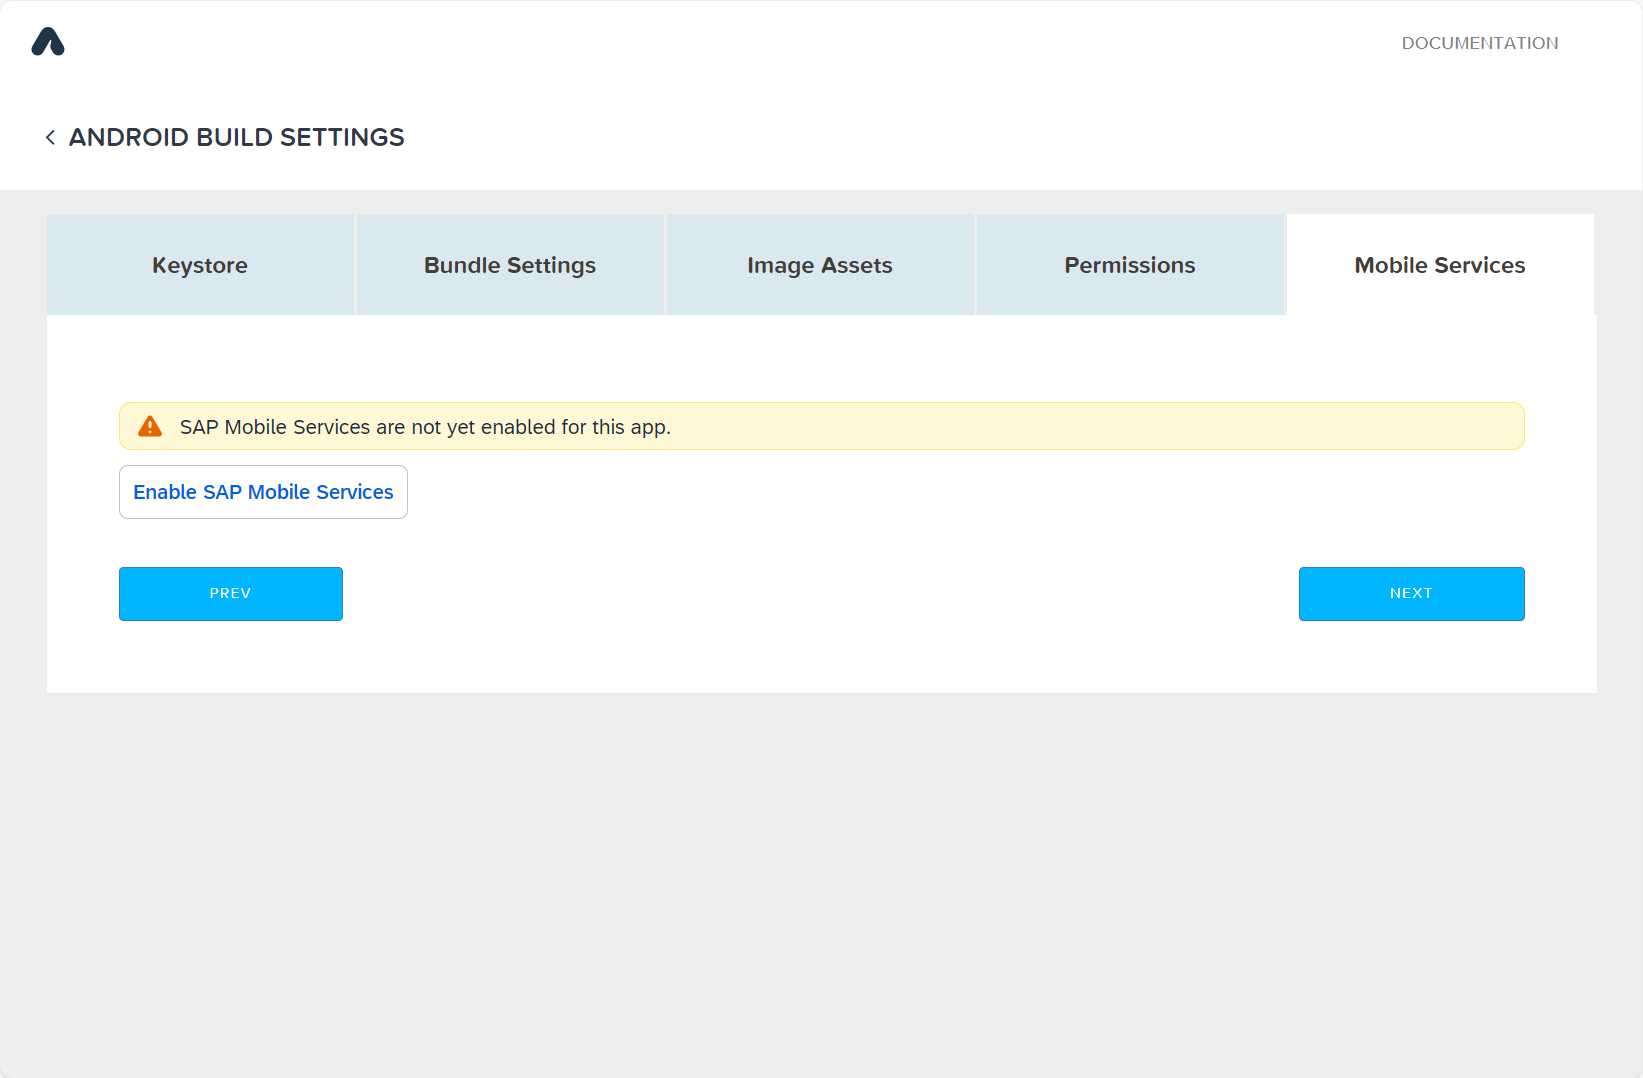 DOCUMENTATION
ANDROID BUILD SETTINGS
Keystore
Bundle Settings
Image Assets
Permissions
Mobile Services
SAP Mobile Services are not yet enabled for this app.
Enable SAP Mobile Services
PREV
NEXT